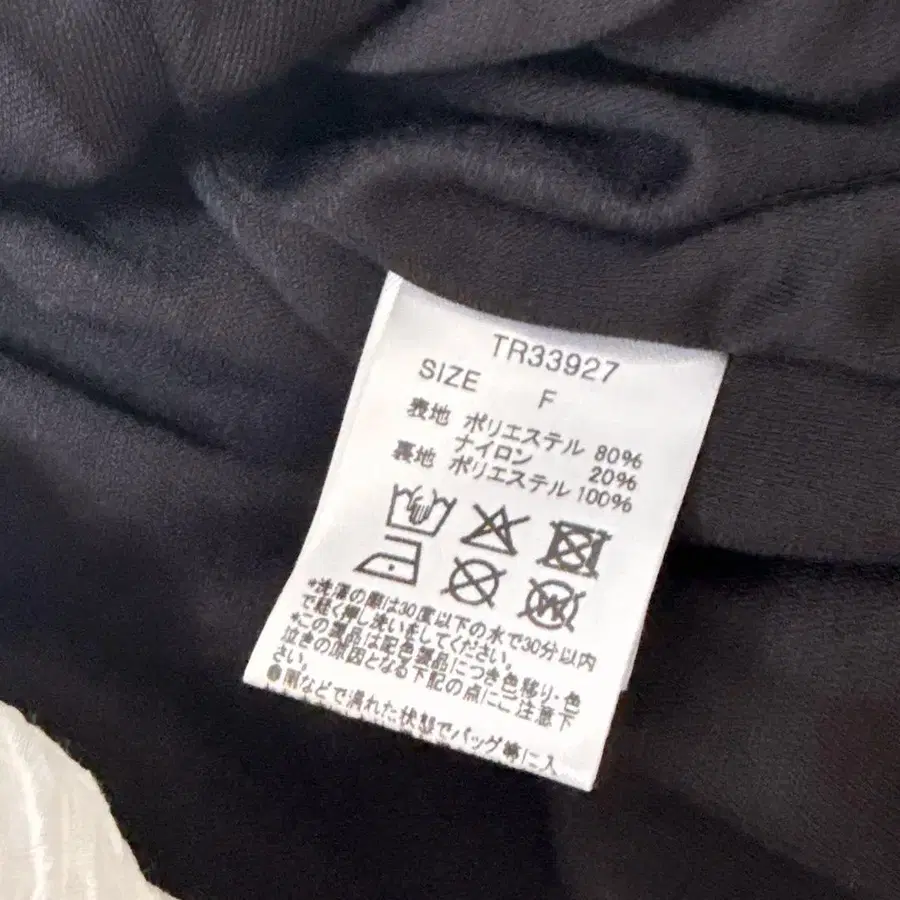 TR33927
SIZE F
表地 ポリエステル 80%
ナイロン 20%
裏地 ポリエステル 100%
*洗濯の際は30度以下の水で30分以内
で軽く押し洗いをしてください。
*この製品は配色製品につき色移り・色
泣きの原因となる下記の点にご注意下
さい。
●雨などで濡れた状態でバッグ等に入